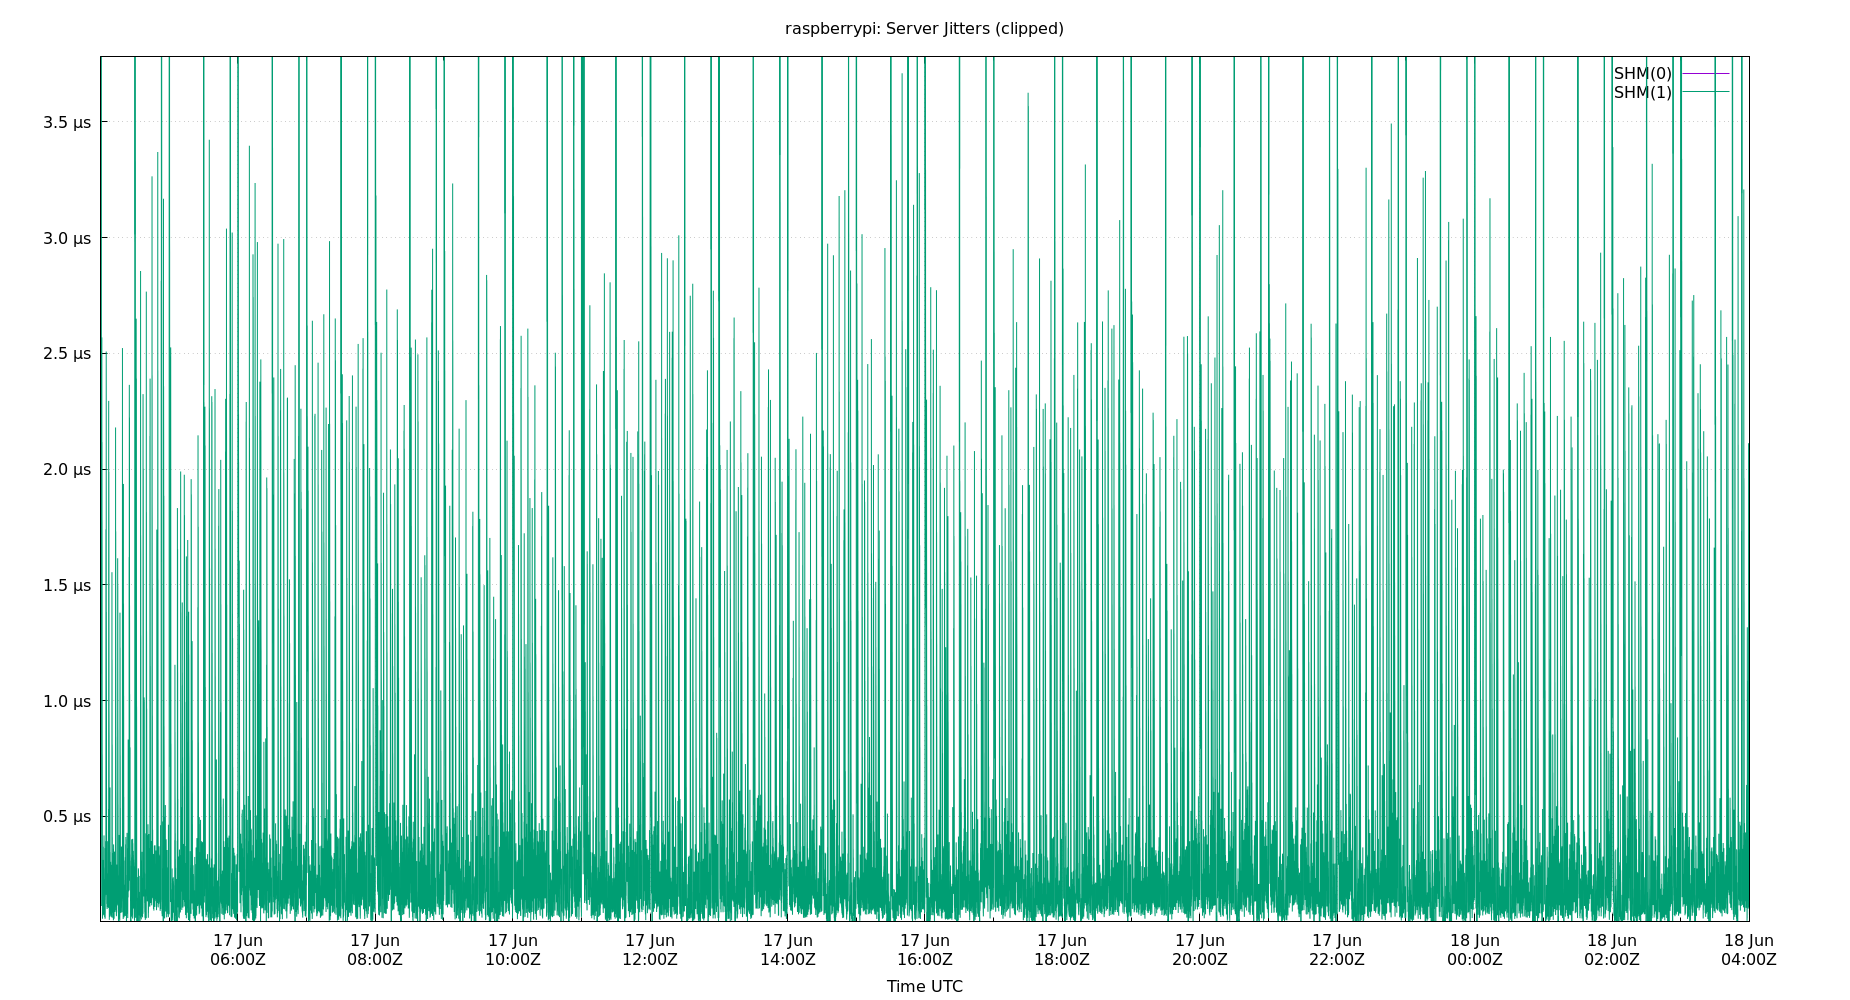 raspberrypi: Server Jitters (clipped)
SHM(0)
SHM(1)
3.5 µs
3.0 µs
2.5 µs
2.0 µs
1.5 µs
1.0 µs
0.5 µs
17 Jun 17 Jun 17 Jun 17 Jun 17 Jun 17 Jun 17 Jun 17 Jun 17 Jun 18 Jun 18 Jun 18 Jun
06:00Z 08:00Z 10:00Z 12:00Z 14:00Z 16:00Z 18:00Z 20:00Z 22:00Z 00:00Z 02:00Z 04:00Z
Time UTC